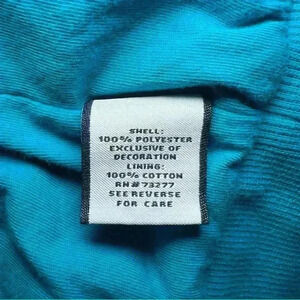 SHELL:
100% POLYESTER
EXCLUSIVE OF
DECORATION
LINING:
100% COTTON
RN# 73277
SEE REVERSE
FOR CARE